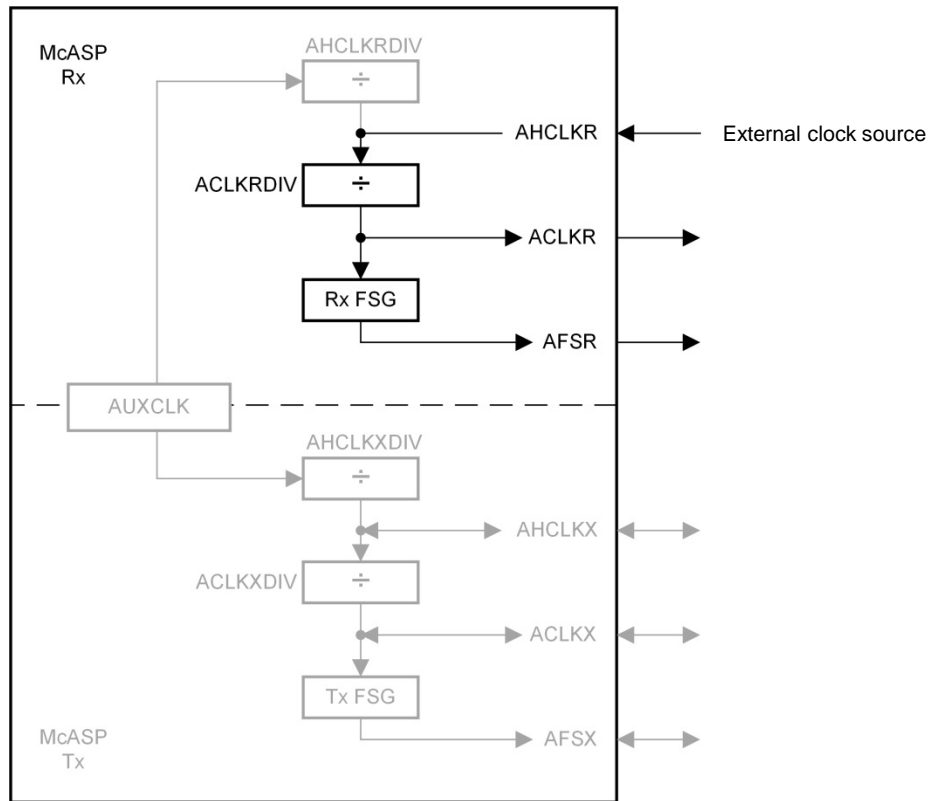 McASP
Rx
AHCLKRDIV
÷
AHCLKR
External clock source
ACLKRDIV
÷
ACLKR
Rx FSG
AFSR
AUXCLK
AHCLKXDIV
÷
AHCLKX
ACLKXDIV
÷
ACLKX
Tx FSG
AFSX
McASP
Tx